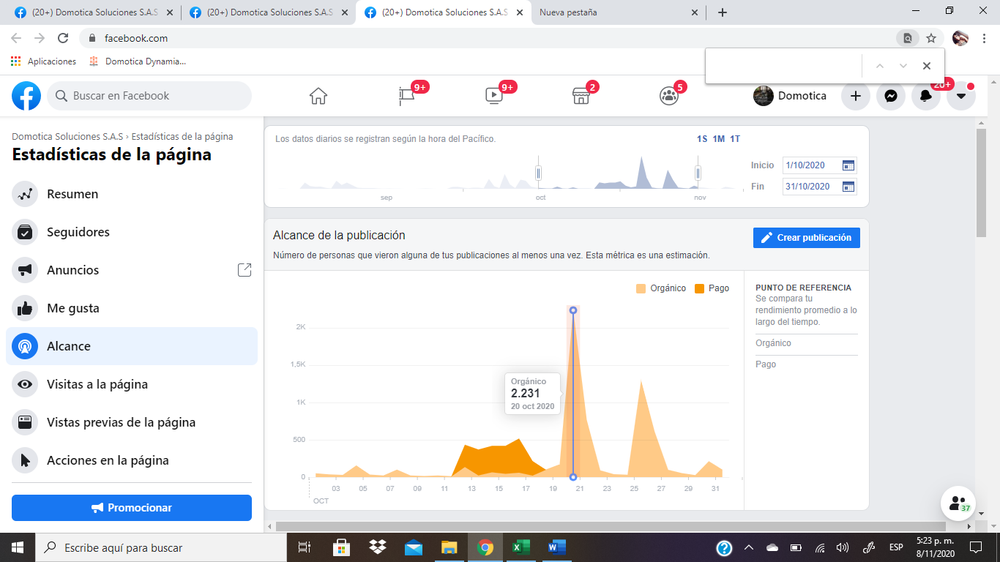 (20+) Domotica Soluciones S.A.S
(20+) Domotica Soluciones S.A.S
(20+) Domotica Soluciones S.A.S
Nueva pestaña
facebook.com
Aplicaciones
Domotica Dynamia...
Buscar en Facebook
9+
9+
2
5
Domotica
20+
Domotica Soluciones S.A.S › Estadísticas de la página
Estadísticas de la página
Resumen
Seguidores
Anuncios
Me gusta
Alcance
Visitas a la página
Vistas previas de la página
Acciones en la página
Promocionar
Los datos diarios se registran según la hora del Pacífico.
1S 1M 1T
Inicio 1/10/2020
Fin 31/10/2020
sep oct nov
Alcance de la publicación
Crear publicación
Número de personas que vieron alguna de tus publicaciones al menos una vez. Esta métrica es una estimación.
Orgánico Pago
2K
1,5K
1K
500
0
Orgánico
2.231
20 oct 2020
03 05 07 09 11 13 15 17 19 21 23 25 27 29 31
OCT
PUNTO DE REFERENCIA
Se compara tu
rendimiento promedio a lo
largo del tiempo.
Orgánico
Pago
37
Escribe aquí para buscar
ESP
5:23 p. m.
8/11/2020